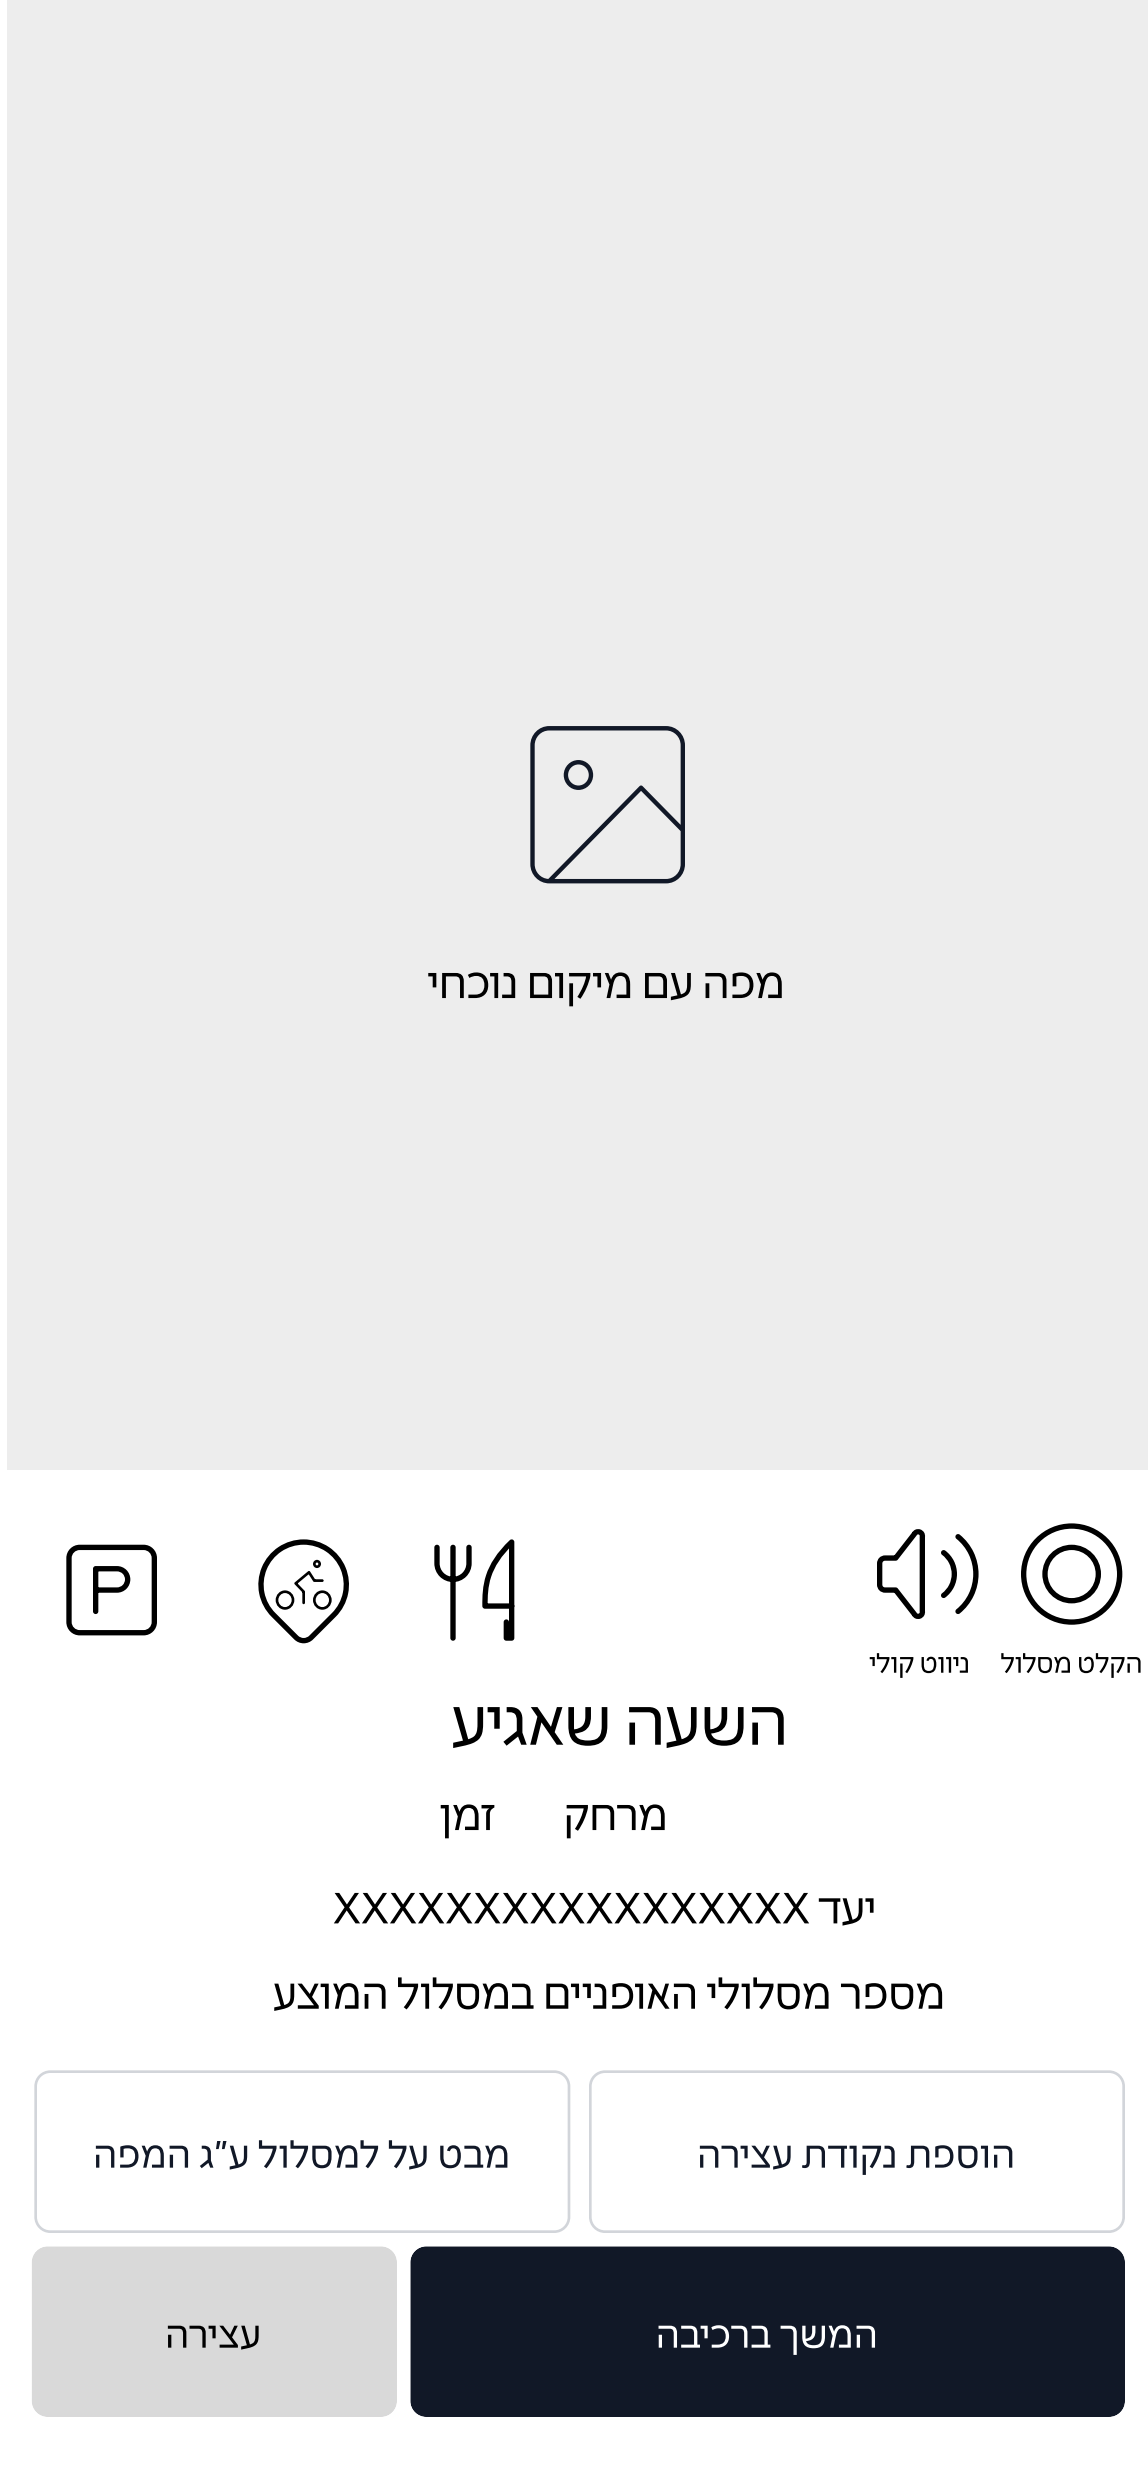 מפה עם מיקום נוכחי
P
הקלט מסלול
ניווט קולי
השעה שאגיע
מרחק זמן
יעד XXXXXXXXXXXXXXXXX
מספר מסלולי האופניים במסלול המוצע
הוספת נקודת עצירה
מבט על למסלול ע"ג המפה
המשך ברכיבה
עצירה